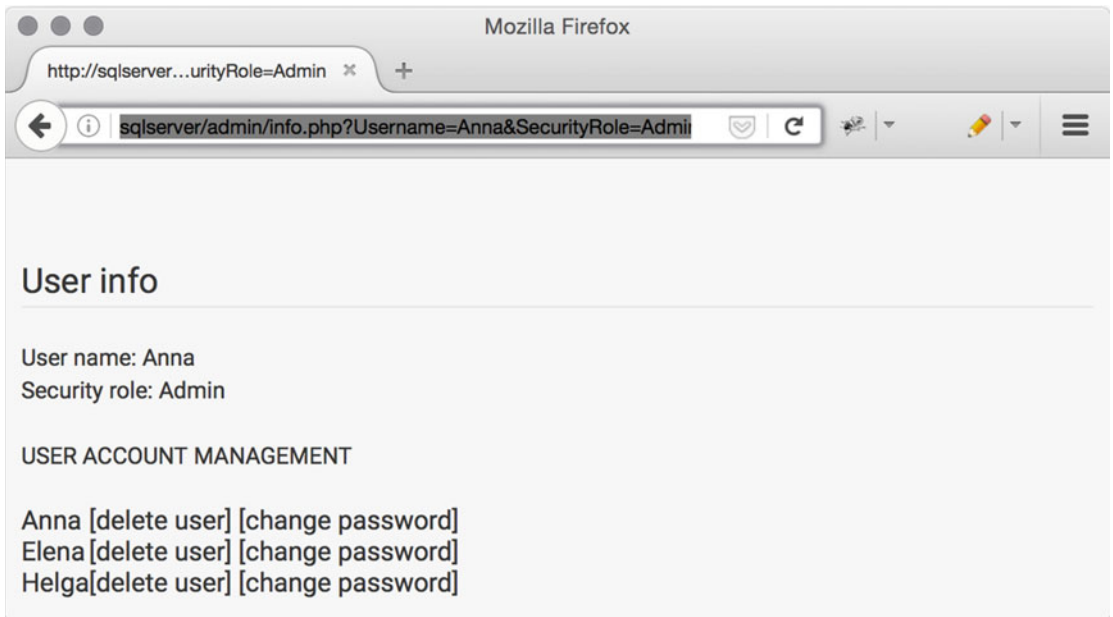 Mozilla Firefox
http://sqlserver...urityRole=Admin
sqlserver/admin/info.php?Username=Anna&SecurityRole=Admin
User info
User name: Anna
Security role: Admin
USER ACCOUNT MANAGEMENT
Anna [delete user] [change password]
Elena [delete user] [change password]
Helga[delete user] [change password]